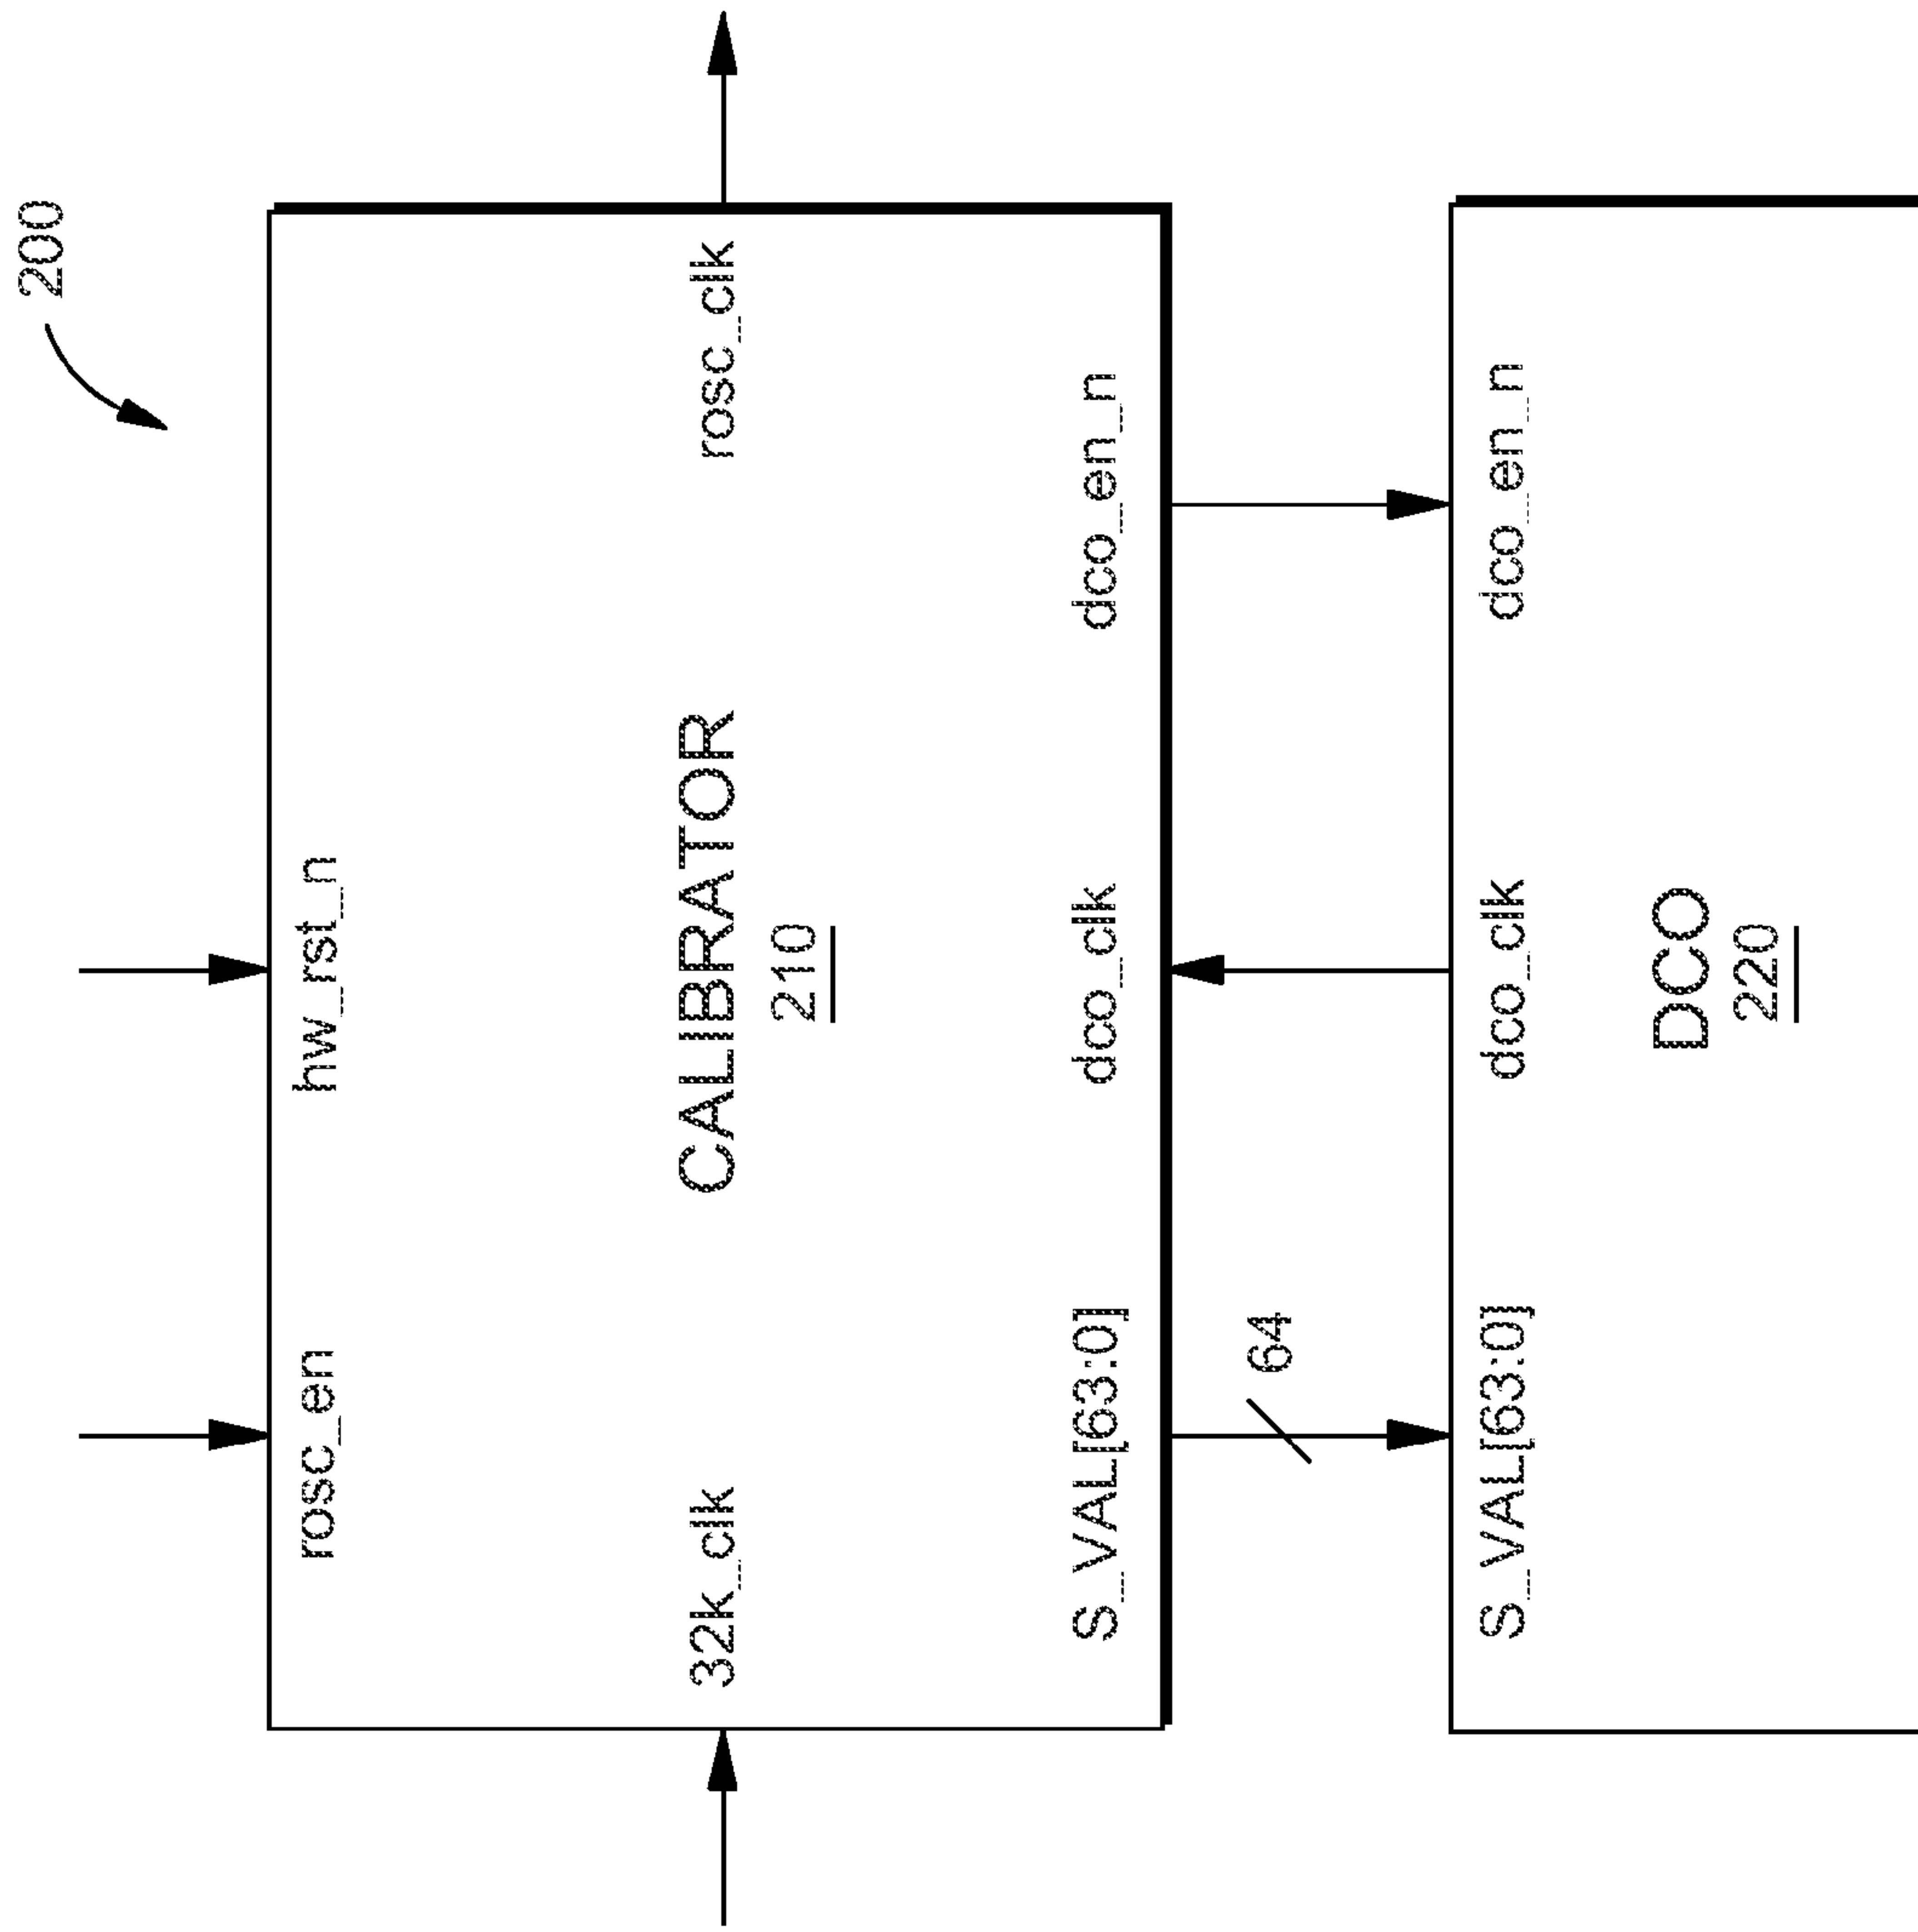 200
rosc_en
hw_rst_n
32k_clk
CALIBRATOR
210
rosc_clk
S_VAL[63:0]
dco_clk
dco_en_n
64
S_VAL[63:0]
dco_clk
dco_en_n
DCO
220